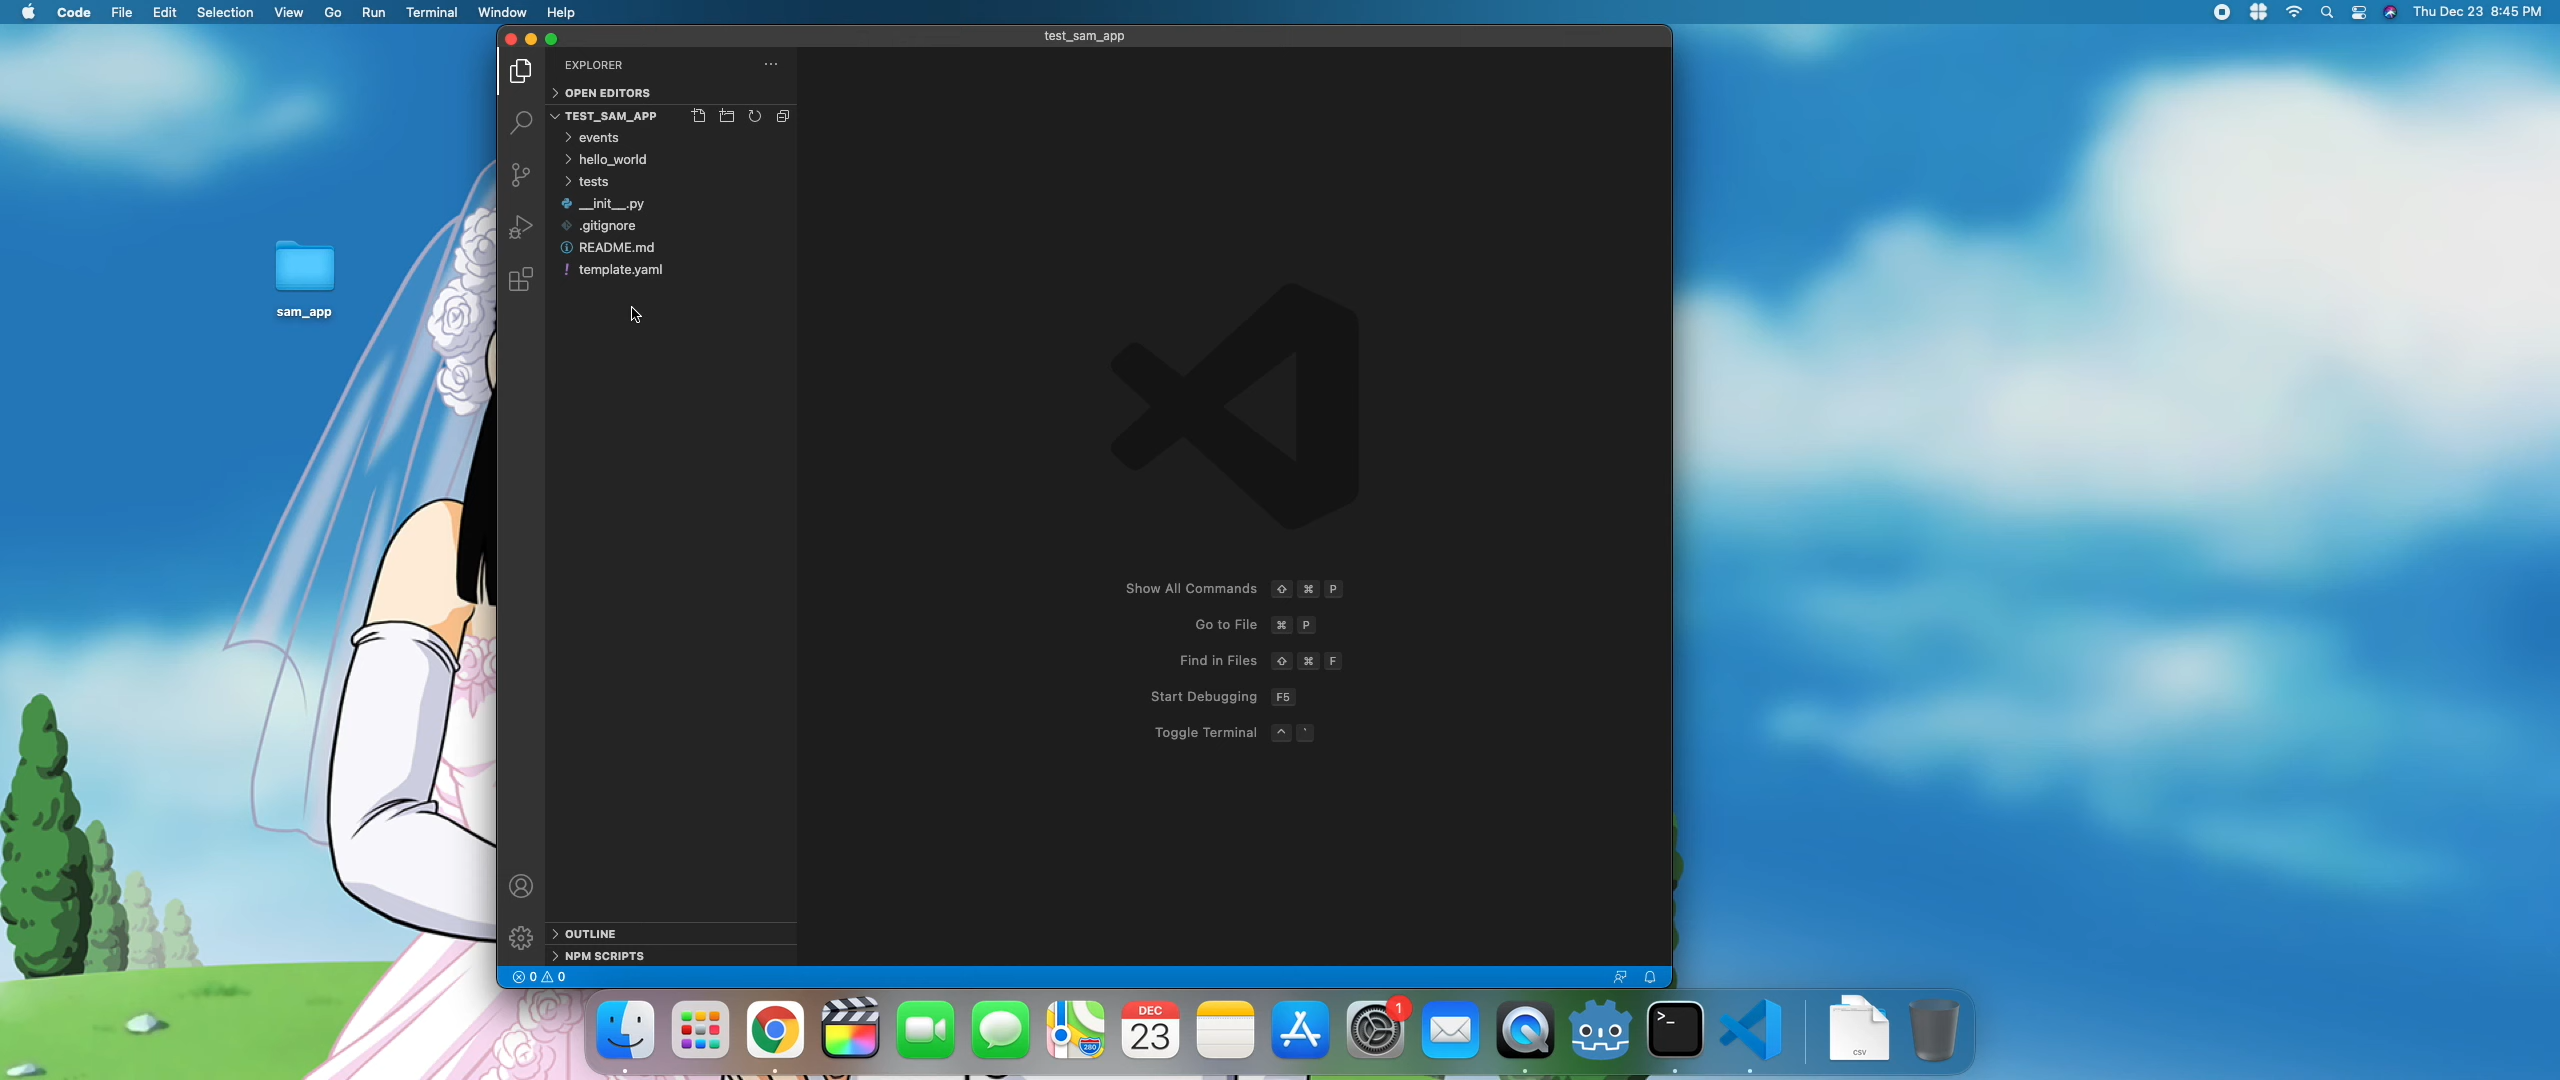 Code File Edit Selection View Go Run Terminal Window Help
Thu Dec 23 8:45 PM
test_sam_app
EXPLORER
OPEN EDITORS
TEST_SAM_APP
events
hello_world
tests
__init__.py
.gitignore
README.md
template.yaml
sam_app
Show All Commands ⇧ ⌘ P
Go to File ⌘ P
Find in Files ⇧ ⌘ F
Start Debugging F5
Toggle Terminal ^ `
OUTLINE
NPM SCRIPTS
0 0
DEC
23
280
1
>_
CSV